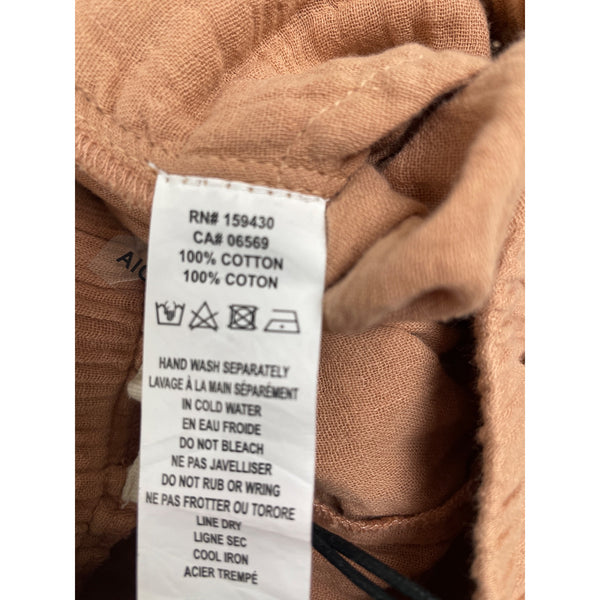 RN# 159430
CA# 06569
100% COTTON
100% COTON
HAND WASH SEPARATELY
LAVAGE À LA MAIN SÉPARÉMENT
IN COLD WATER
EN EAU FROIDE
DO NOT BLEACH
NE PAS JAVELLISER
DO NOT RUB OR WRING
NE PAS FROTTER OU TORORE
LINE DRY
LIGNE SEC
COOL IRON
ACIER TREMPÉ